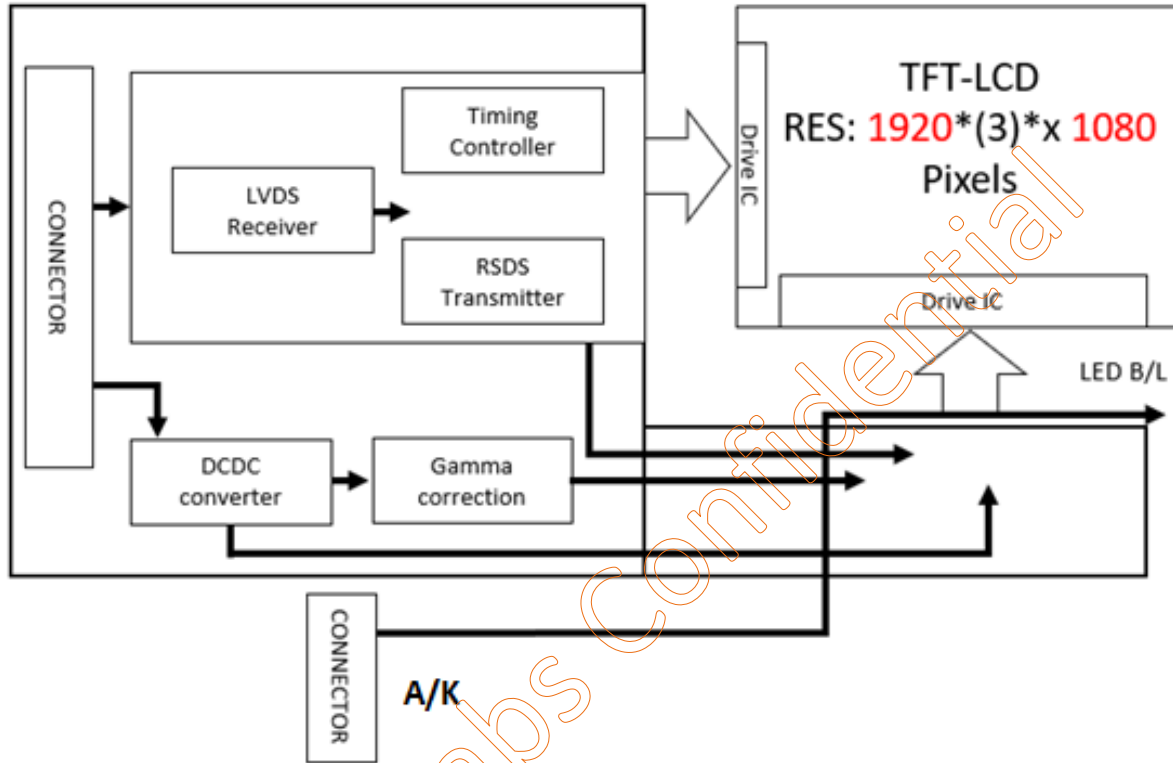 CONNECTOR
Timing
Controller
LVDS
Receiver
RSDS
Transmitter
DCDC
converter
Gamma
correction
Drive IC
TFT-LCD
RES: 1920*(3)*x 1080
Pixels
Drive IC
LED B/L
CONNECTOR
A/K
abs Confidential